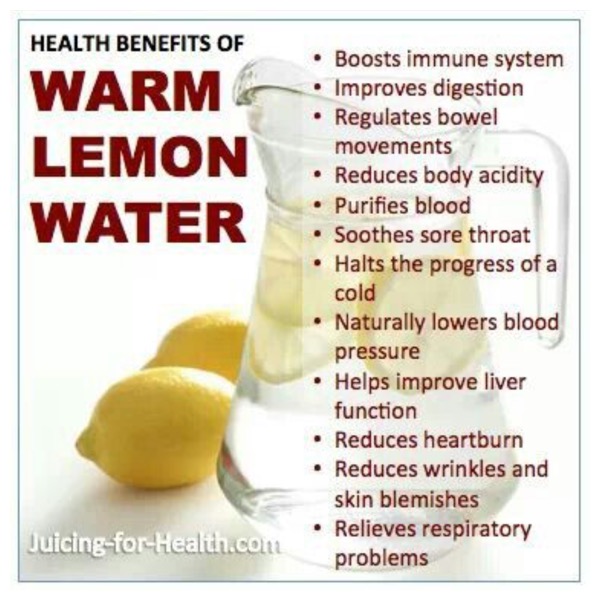 HEALTH BENEFITS OF
WARM
LEMON
WATER
• Boosts immune system
• Improves digestion
• Regulates bowel
movements
• Reduces body acidity
• Purifies blood
• Soothes sore throat
• Halts the progress of a
cold
• Naturally lowers blood
pressure
• Helps improve liver
function
• Reduces heartburn
• Reduces wrinkles and
skin blemishes
• Relieves respiratory
problems
Juicing-for-Health.com